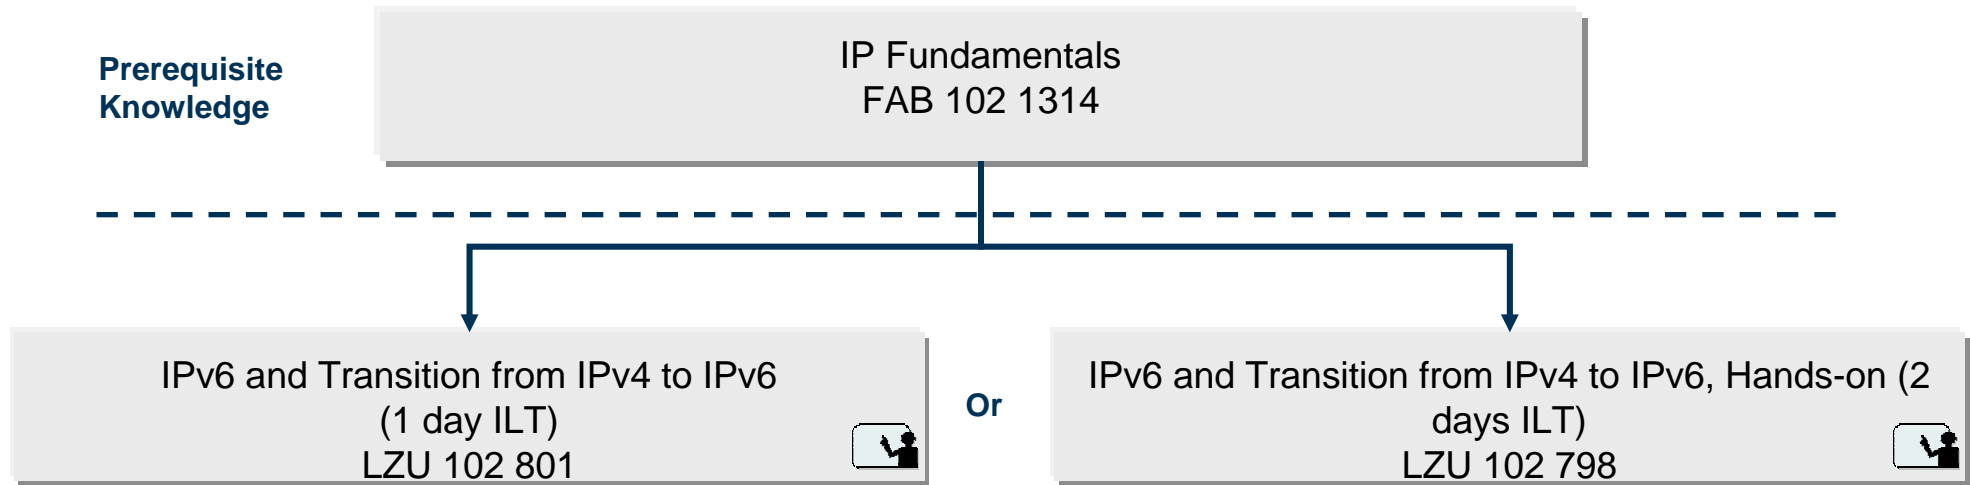 Prerequisite
Knowledge
IP Fundamentals
FAB 102 1314
IPv6 and Transition from IPv4 to IPv6
(1 day ILT)
LZU 102 801
Or
IPv6 and Transition from IPv4 to IPv6, Hands-on (2
days ILT)
LZU 102 798